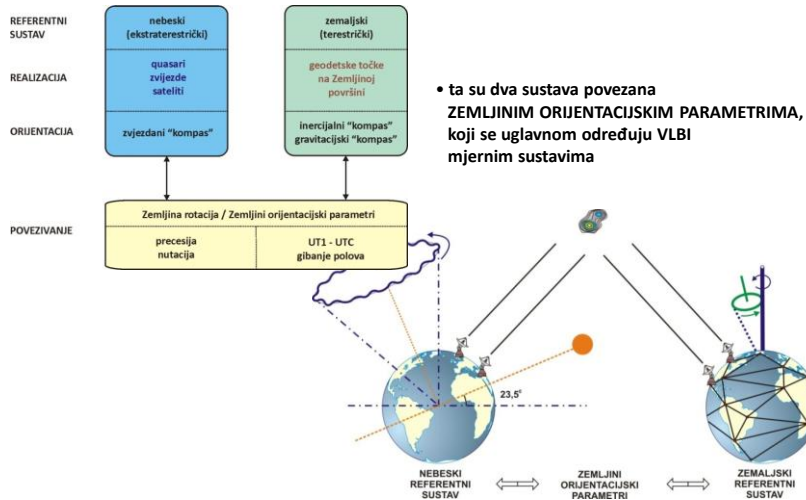 REFERENTNI
SUSTAV
nebeski
(ekstraterestrički)
zemaljski
(terestrički)
REALIZACIJA
quasari
zvijezde
sateliti
geodetske točke
na Zemljinoj
površini
ORIJENTACIJA
zvjezdani “kompas”
inercijalni “kompas”
gravitacijski “kompas”
• ta su dva sustava povezana
ZEMLJINIM ORIJENTACIJSKIM PARAMETRIMA,
koji se uglavnom određuju VLBI
mjernim sustavima
POVEZIVANJE
Zemljina rotacija / Zemljini orijentacijski parametri
precesija
nutacija
UT1 - UTC
gibanje polova
23,5°
NEBESKI
REFERENTNI
SUSTAV
ZEMLJINI
ORIJENTACIJSKI
PARAMETRI
ZEMALJSKI
REFERENTNI
SUSTAV